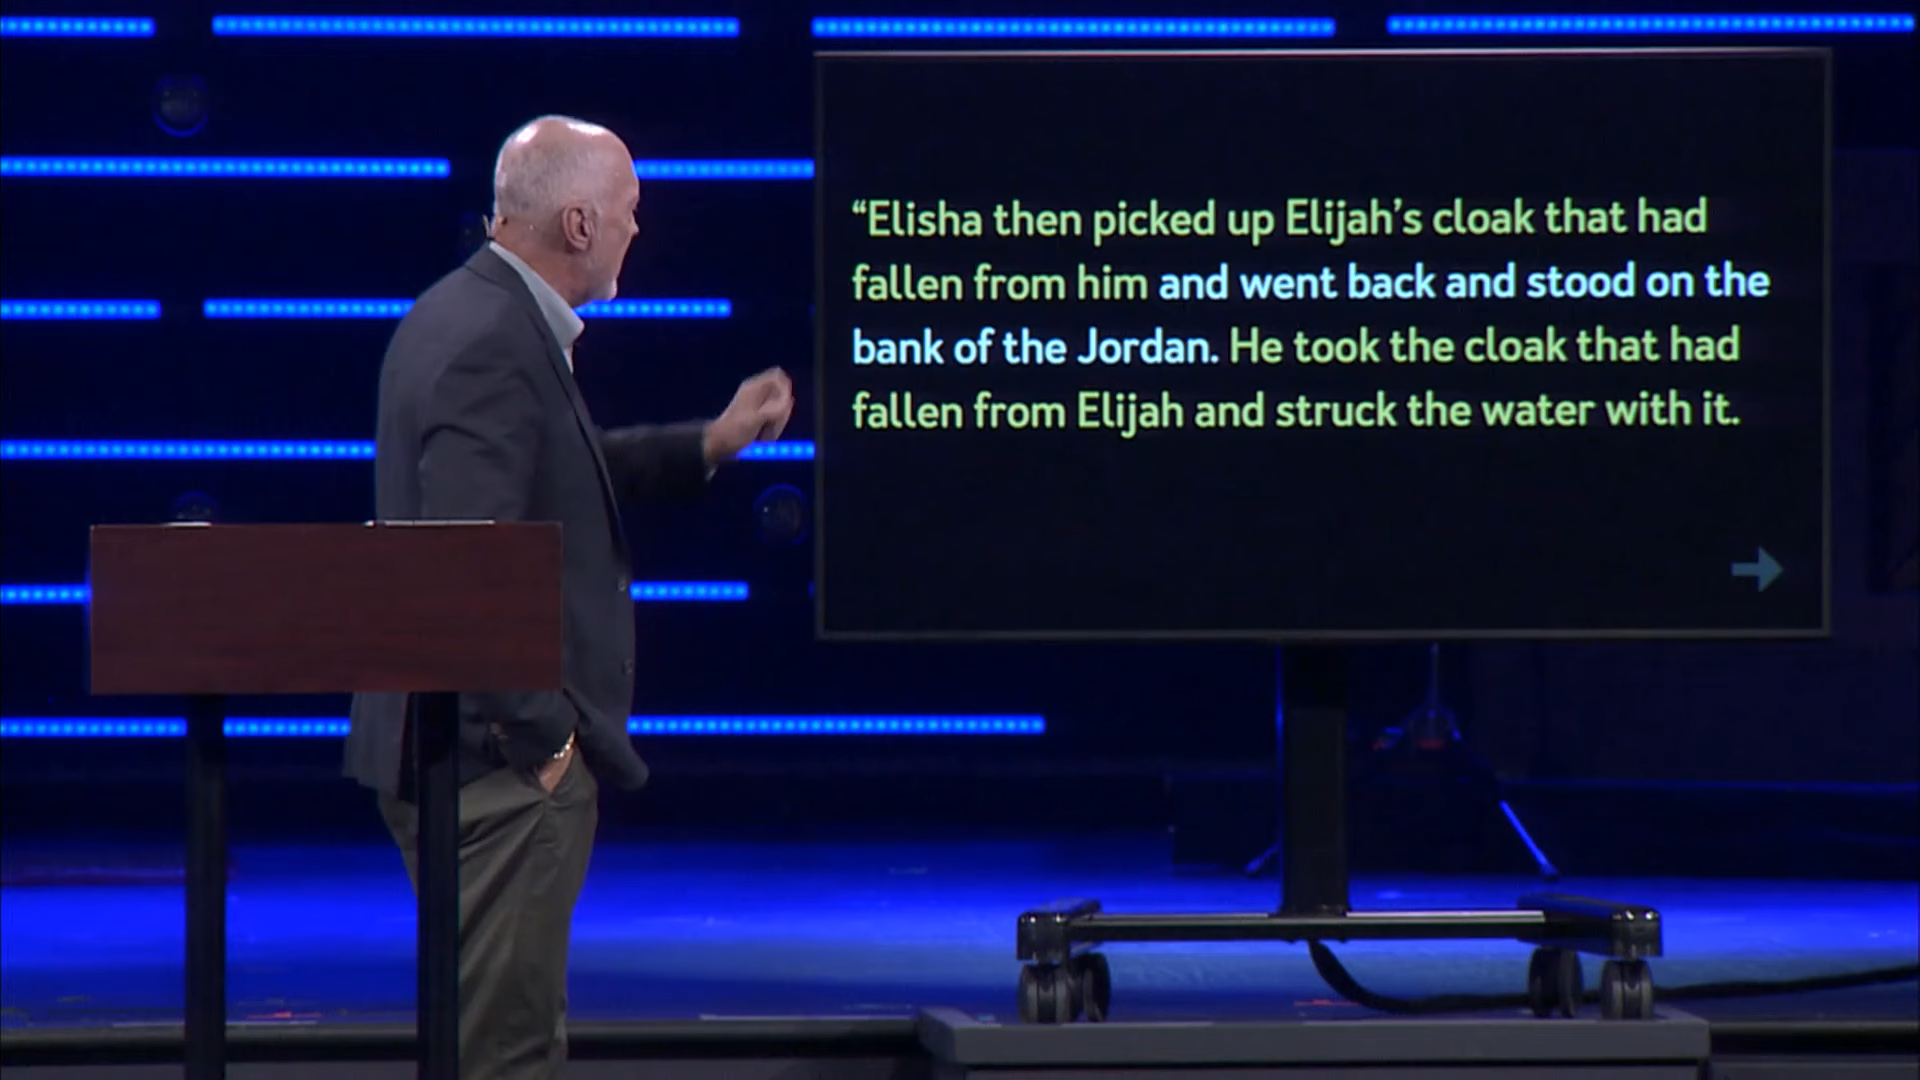 “Elisha then picked up Elijah’s cloak that had
fallen from him and went back and stood on the
bank of the Jordan. He took the cloak that had
fallen from Elijah and struck the water with it.